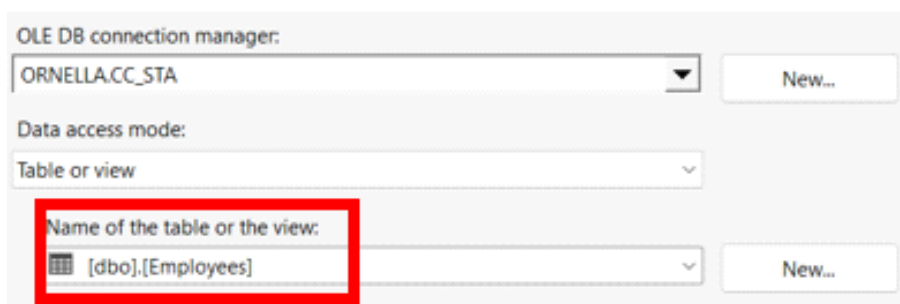 OLE DB connection manager:
ORNELLA.CC_STA
New...
Data access mode:
Table or view
Name of the table or the view:
[dbo].[Employees]
New...